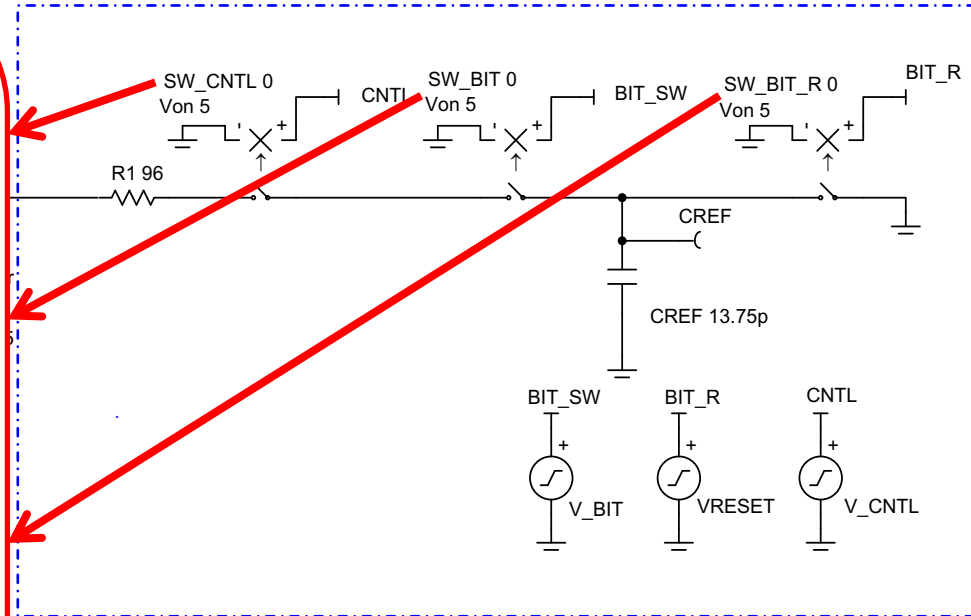 SW_CNTL 0
Von 5
SW_BIT 0
Von 5
BIT_SW
SW_BIT_R 0
Von 5
BIT_R
+
+
+
R1 96
CREF
CREF 13.75p
BIT_SW
BIT_R
CNTL
+
+
+
V_BIT
VRESET
V_CNTL